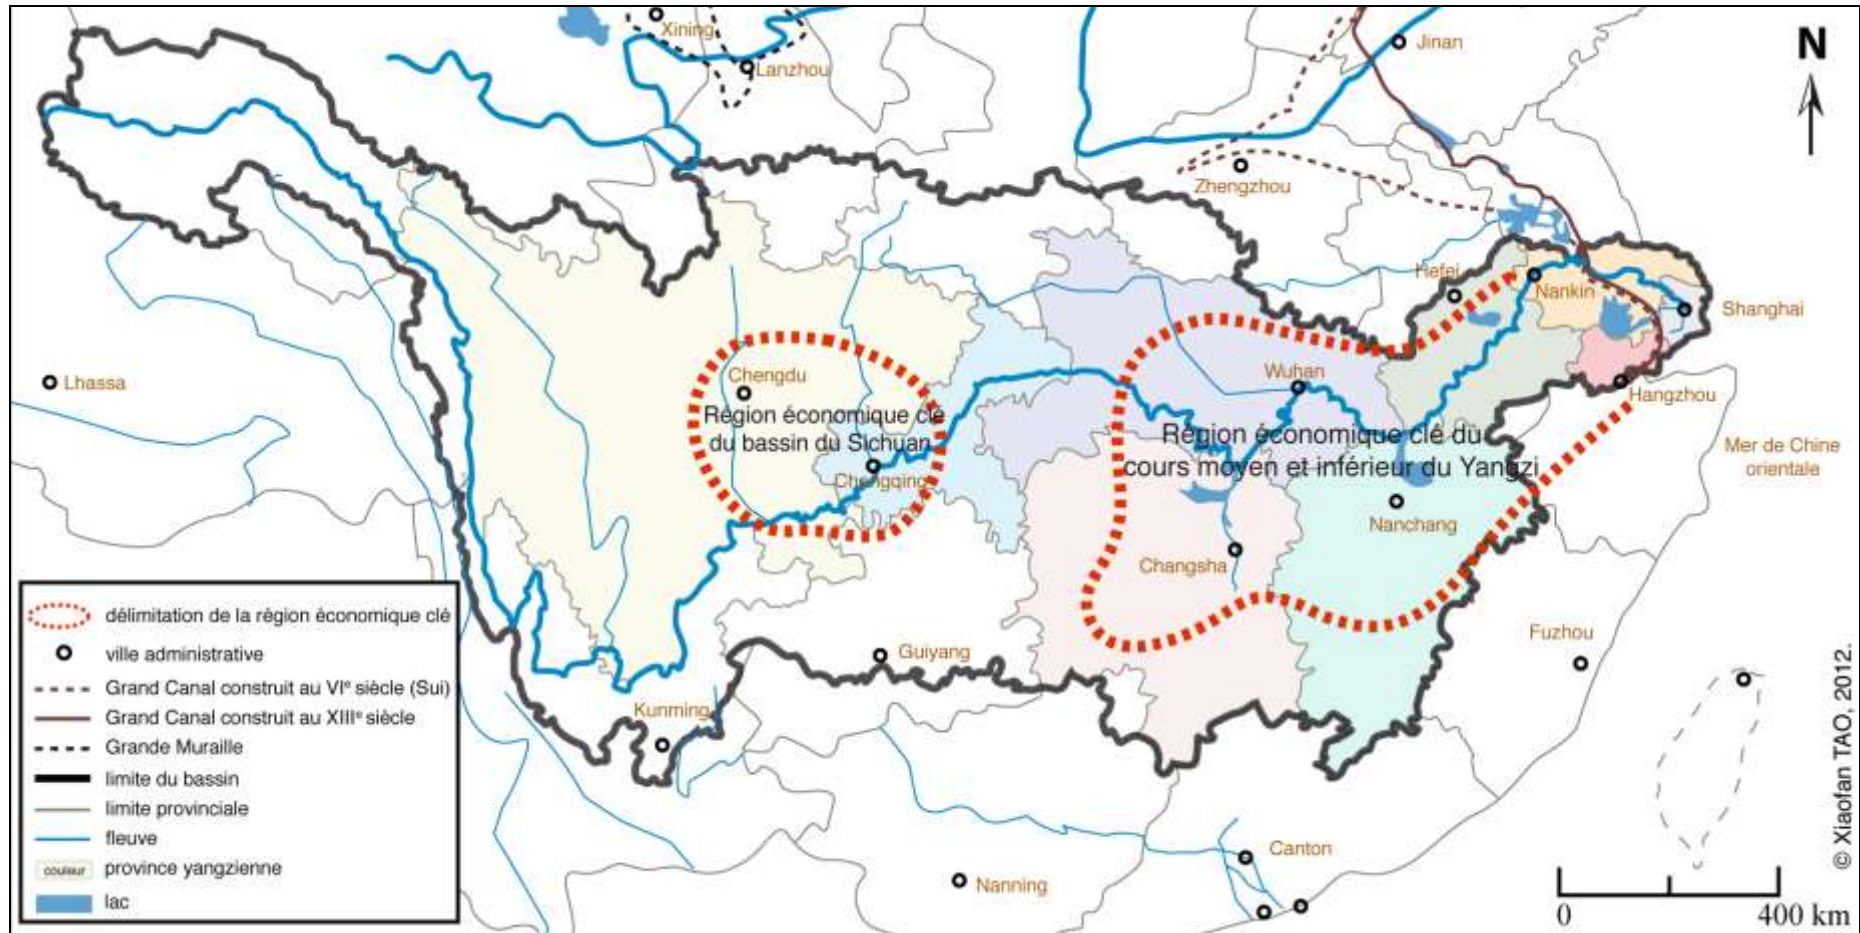 Xining
Lanzhou
Jinan
N
Zhengzhou
Hefei
Nankin
Shanghai
Lhassa
Chengdu
Wuhan
Hangzhou
Région économique clé
du bassin du Sichuan
Région économique clé du
cours moyen et inférieur du Yangzi
Mer de Chine
orientale
Chengqing
Nanchang
Changsha
Fuzhou
Guiyang
Kunming
Canton
Nanning
délimitation de la région économique clé
ville administrative
Grand Canal construit au VIe siècle (Sui)
Grand Canal construit au XIIIe siècle
Grande Muraille
limite du bassin
limite provinciale
fleuve
couleur province yangzienne
lac
© Xiaofan TAO, 2012.
0 400 km